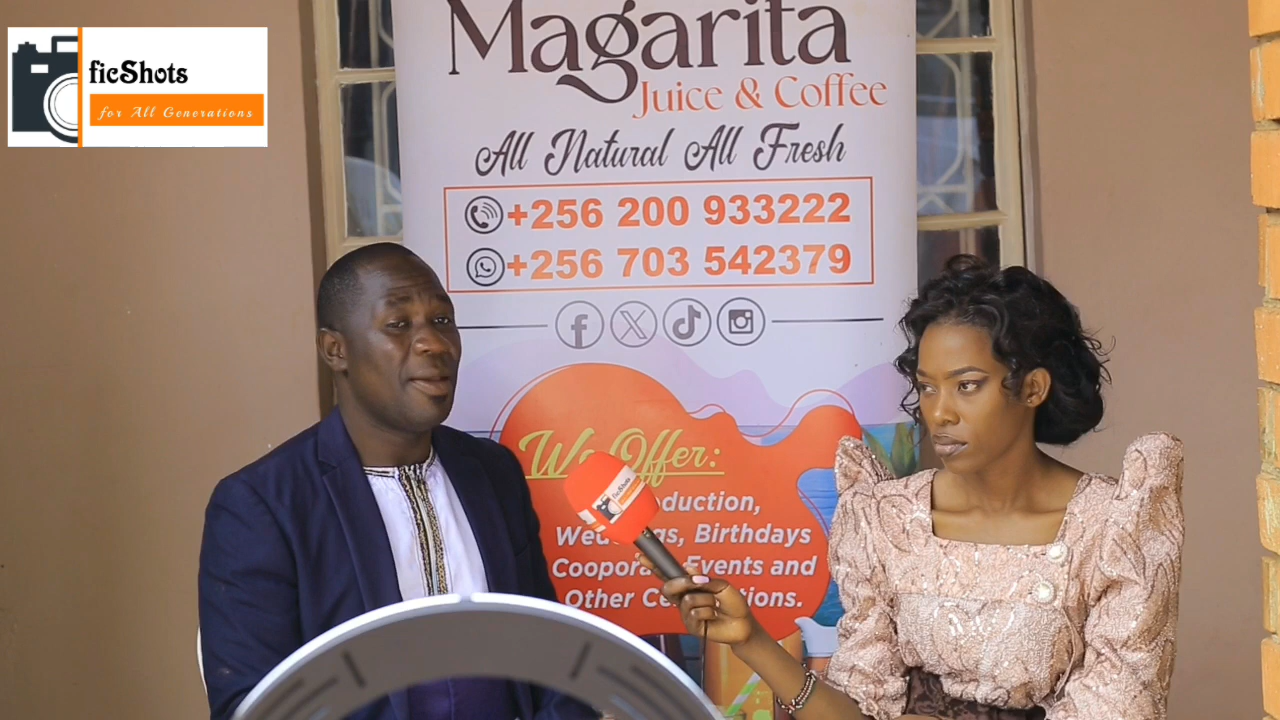 ficShots
for All Generations
Magarita
Juice & Coffee
All Natural All Fresh
+256 200 933222
+256 703 542379
We Offer:
Birthdays
Events and
Other
ficShots